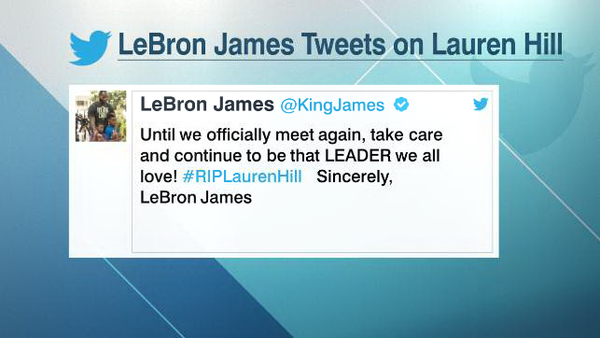 LeBron James Tweets on Lauren Hill
LeBron James @KingJames
Until we officially meet again, take care
and continue to be that LEADER we all
love! #RIPLaurenHill Sincerely,
LeBron James